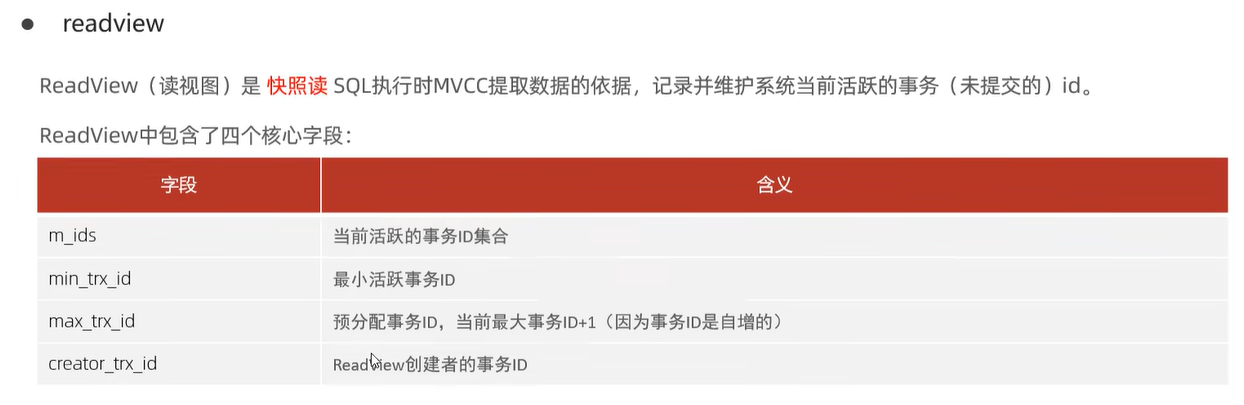 ● readview
ReadView（读视图）是 快照读 SQL执行时MVCC提取数据的依据，记录并维护系统当前活跃的事务（未提交的）id。
ReadView中包含了四个核心字段：
字段 含义
m_ids 当前活跃的事务ID集合
min_trx_id 最小活跃事务ID
max_trx_id 预分配事务ID，当前最大事务ID+1（因为事务ID是自增的）
creator_trx_id ReadView创建者的事务ID